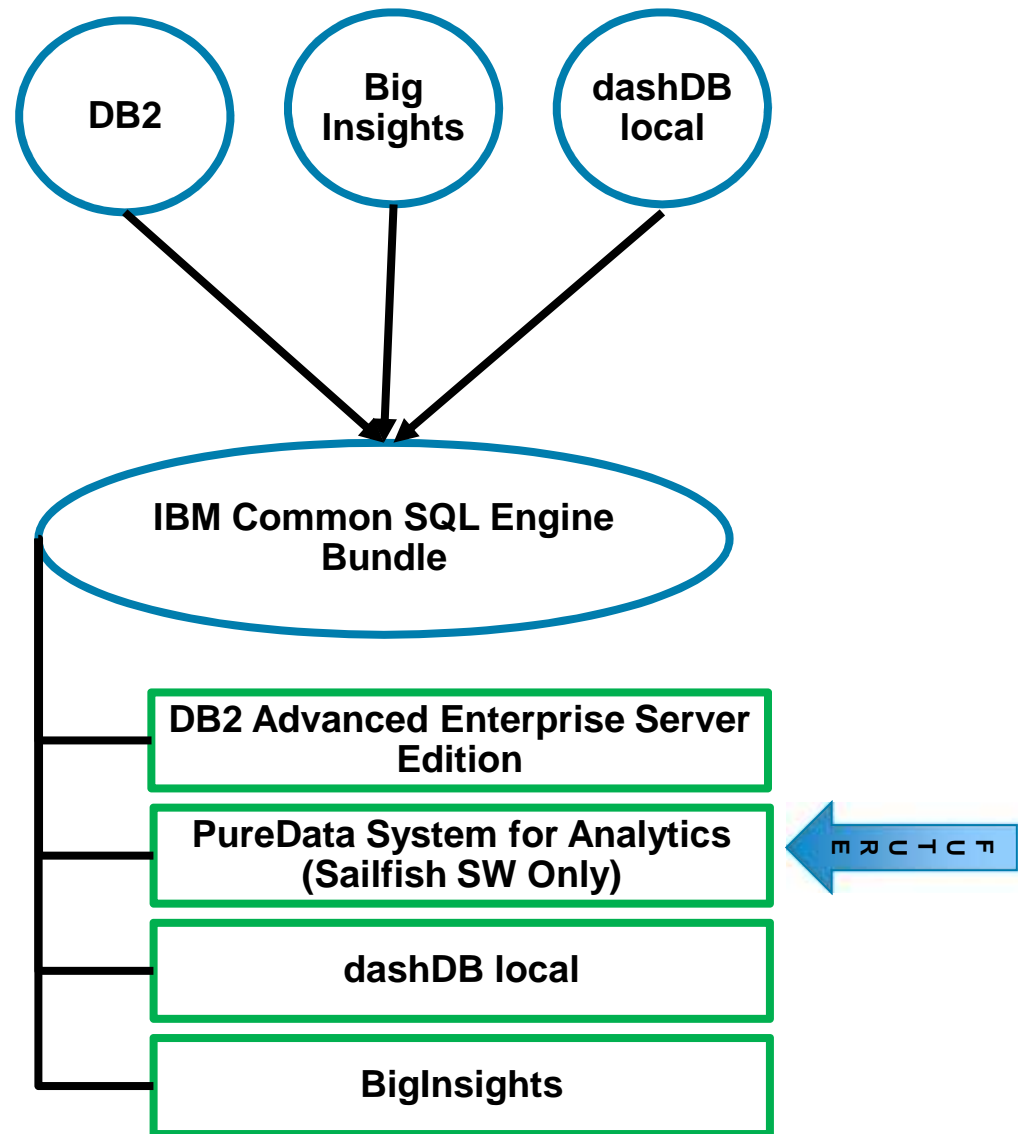 DB2
Big
Insights
dashDB
local
IBM Common SQL Engine
Bundle
DB2 Advanced Enterprise Server
Edition
PureData System for Analytics
(Sailfish SW Only)
FUTURE
dashDB local
BigInsights